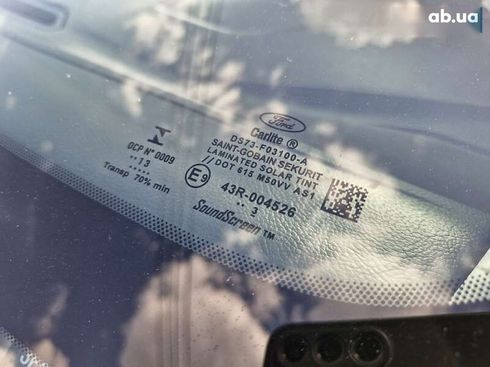 ab.ua
Ford
Carlite ®
DS73-F03100-A
SAINT-GOBAIN SEKURIT
LAMINATED SOLAR TINT
// DOT 615 M50VV AS1
E9
43R-004526
.. 3
SoundScreen™
OCP N° 0009
.. 13 .....
Transp 70% min